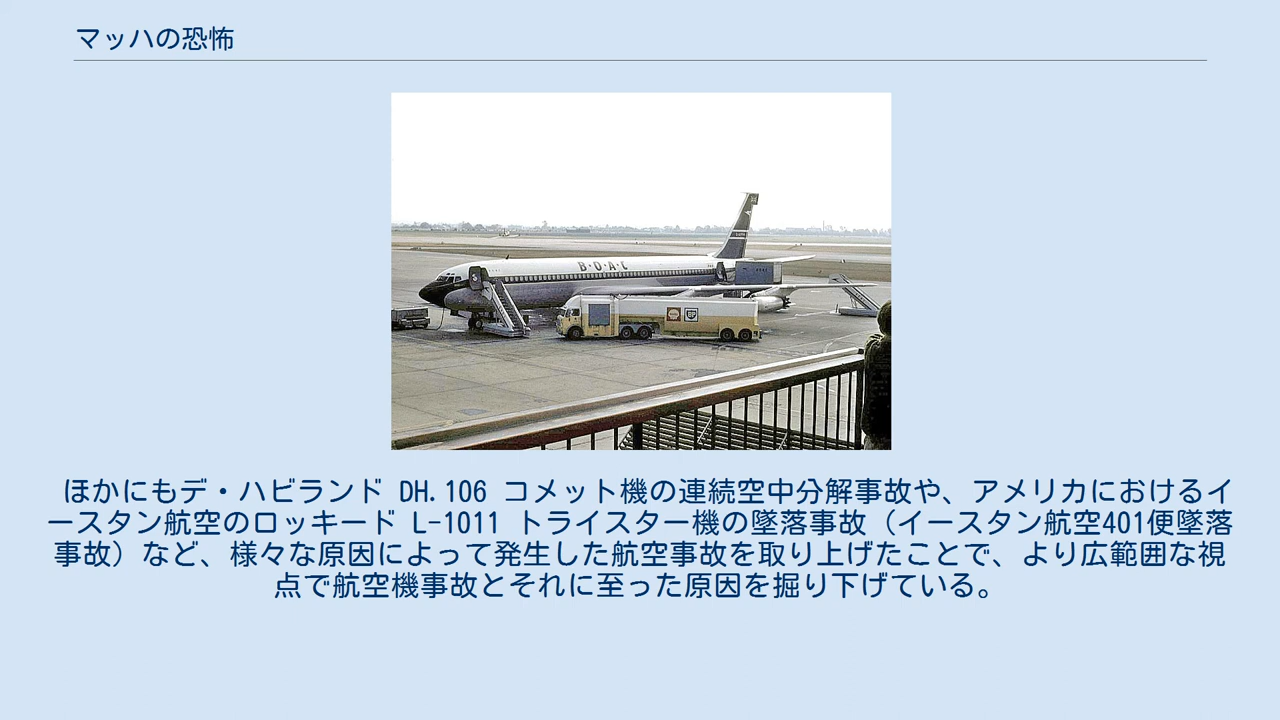 マッハの恐怖
B·O·A·C
BP
ほかにもデ・ハビランド DH.106 コメット機の連続空中分解事故や、アメリカにおけるイ
ースタン航空のロッキード L-1011 トライスター機の墜落事故（イースタン航空401便墜落
事故）など、様々な原因によって発生した航空事故を取り上げたことで、より広範囲な視
点で航空機事故とそれに至った原因を掘り下げている。